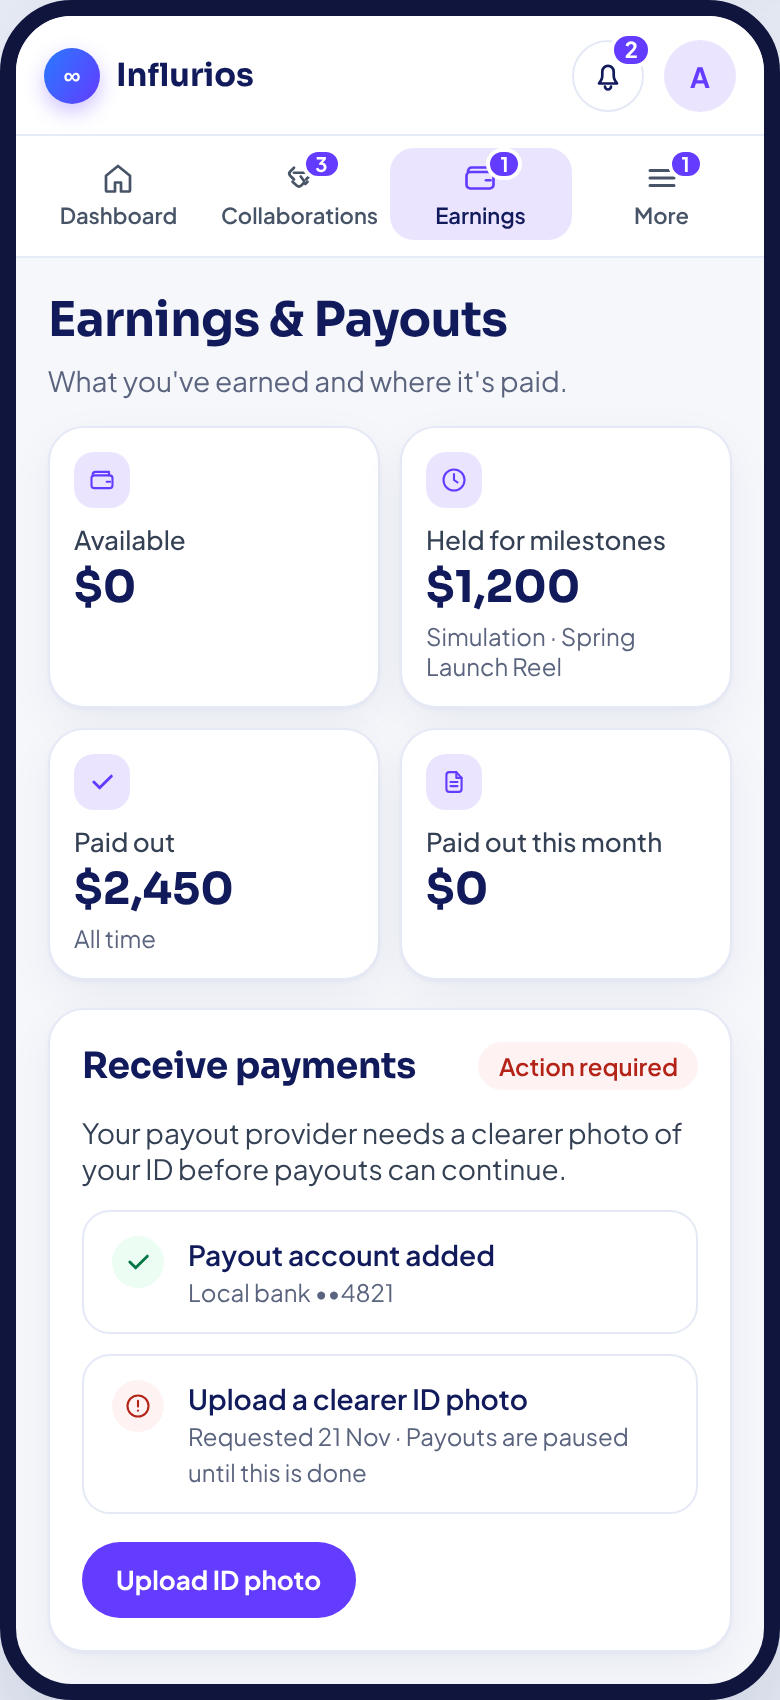 ∞ Influrios
2
A
3
1
1
Dashboard
Collaborations
Earnings
More
Earnings & Payouts
What you've earned and where it's paid.
Available
$0
Held for milestones
$1,200
Simulation · Spring
Launch Reel
Paid out
$2,450
All time
Paid out this month
$0
Receive payments
Action required
Your payout provider needs a clearer photo of
your ID before payouts can continue.
Payout account added
Local bank ••4821
Upload a clearer ID photo
Requested 21 Nov · Payouts are paused
until this is done
Upload ID photo